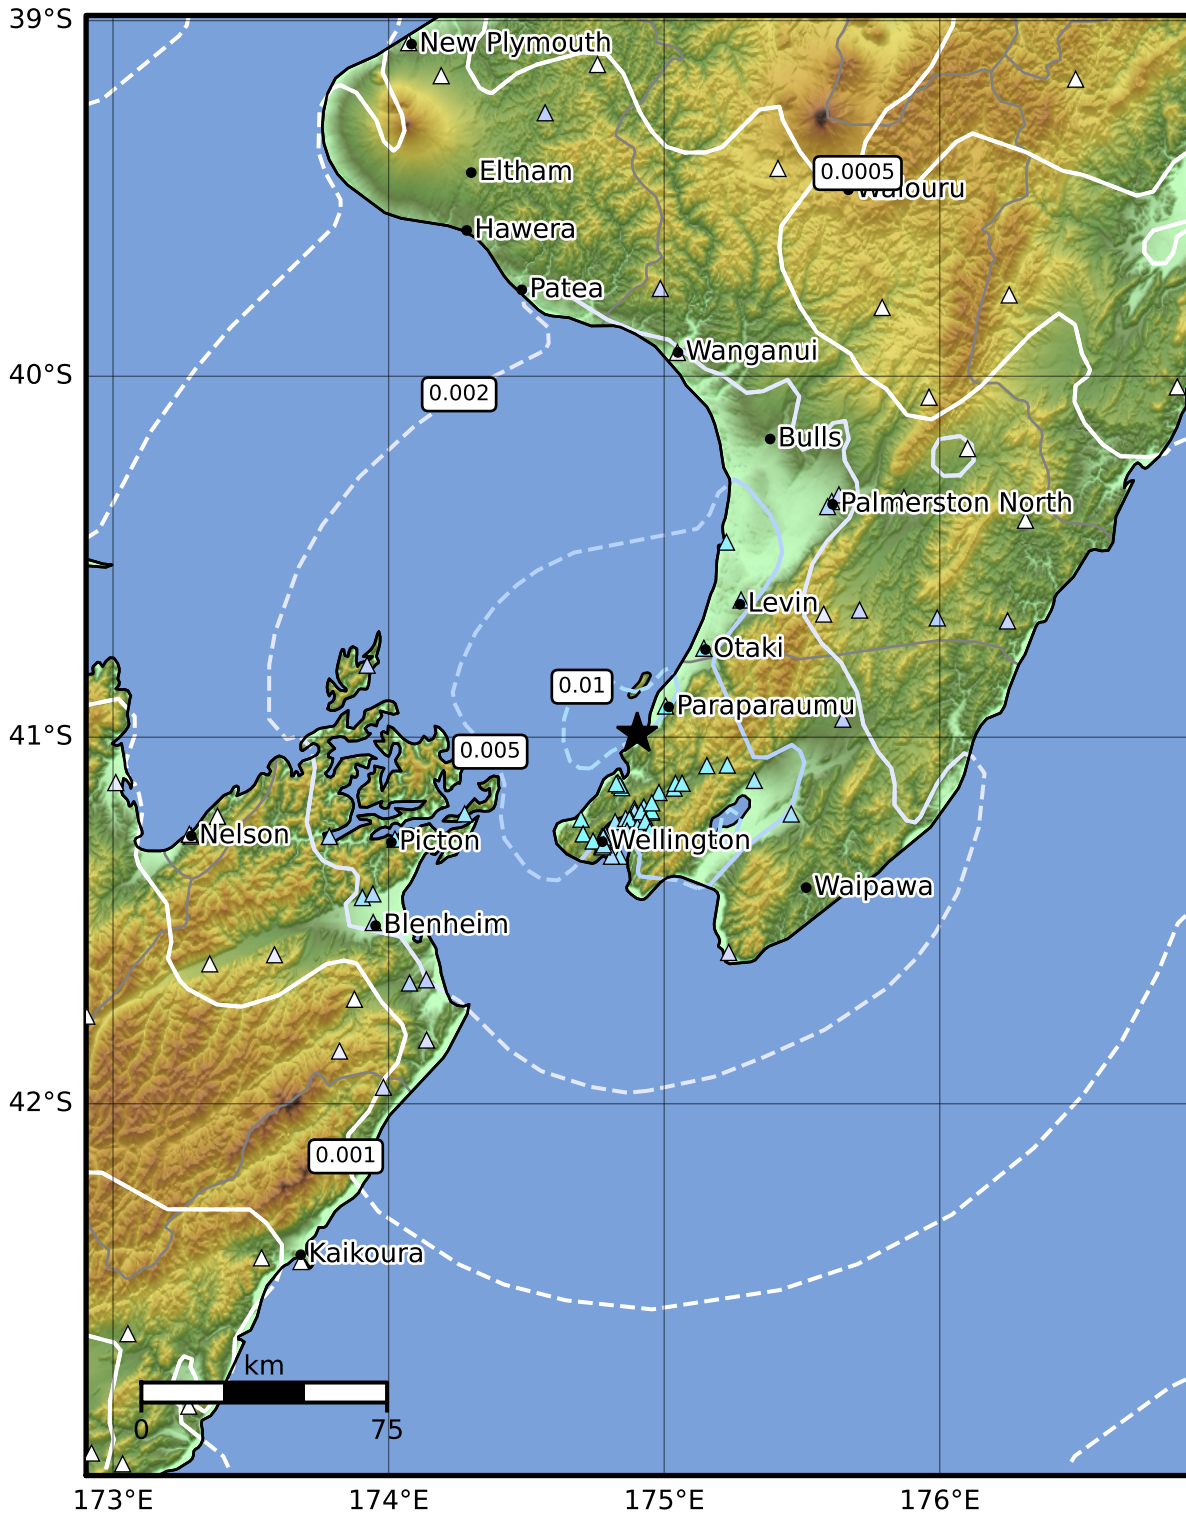 39°S
New Plymouth
0.0005
Waiouru
Eltham
Hawera
Patea
Wanganui
40°S
0.002
Bulls
Palmerston North
Levin
Otaki
0.01
Paraparaumu
41°S
0.005
Nelson
Picton
Wellington
Waipawa
Blenheim
42°S
0.001
Kaikoura
km
0 75
173°E 174°E 175°E 176°E